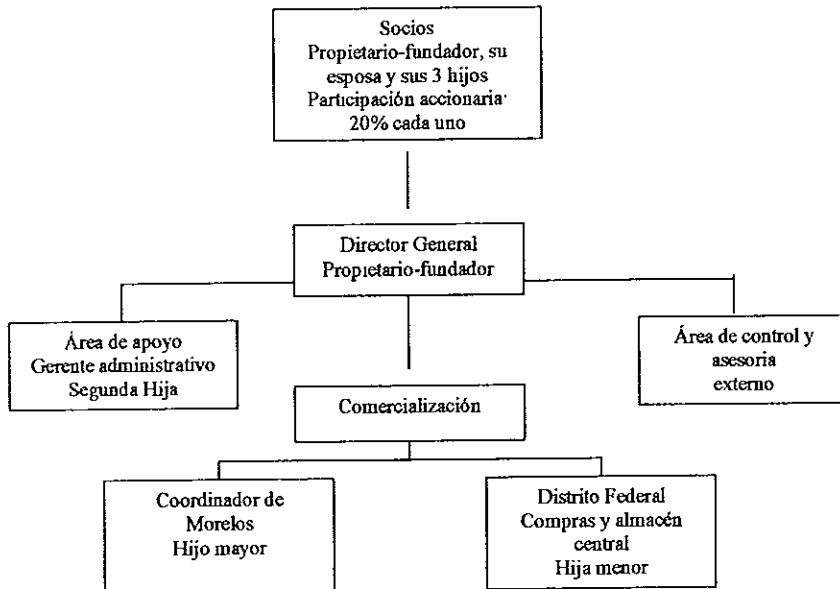 Socios
Propietario-fundador, su
esposa y sus 3 hijos
Participación accionaria:
20% cada uno
Director General
Propietario-fundador
Área de apoyo
Gerente administrativo
Segunda Hija
Área de control y
asesoria
externo
Comercialización
Coordinador de
Morelos
Hijo mayor
Distrito Federal
Compras y almacén
central
Hija menor